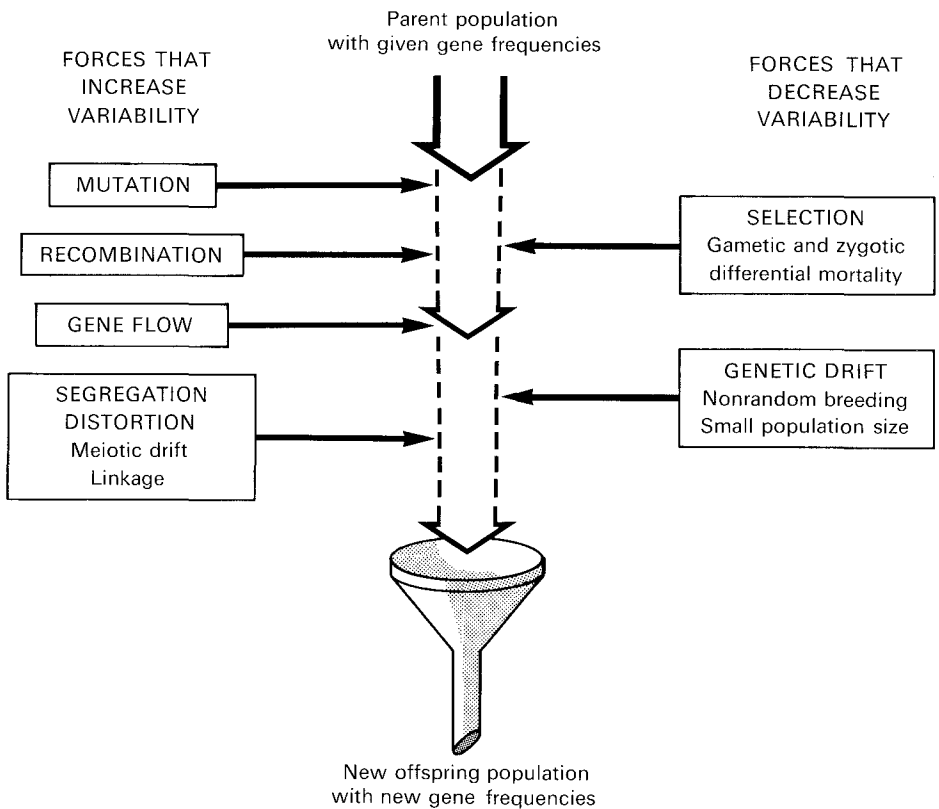 Parent population
with given gene frequencies
FORCES THAT
INCREASE
VARIABILITY
MUTATION
RECOMBINATION
GENE FLOW
SEGREGATION
DISTORTION
Meiotic drift
Linkage
FORCES THAT
DECREASE
VARIABILITY
SELECTION
Gametic and zygotic
differential mortality
GENETIC DRIFT
Nonrandom breeding
Small population size
New offspring population
with new gene frequencies